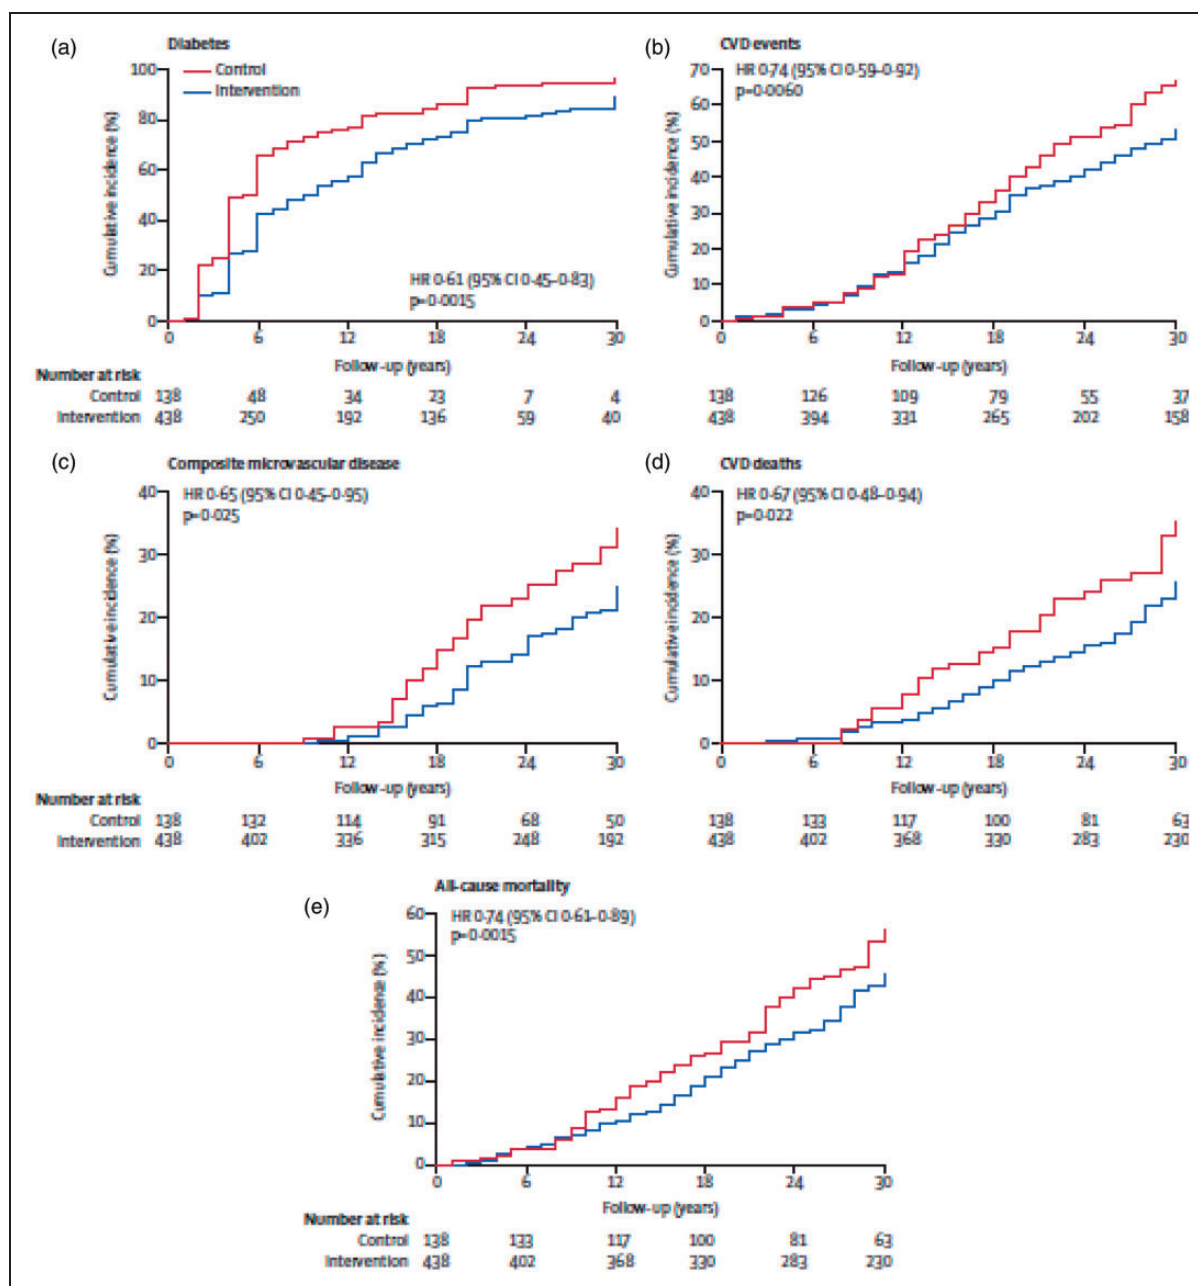 (a) Diabetes
Control
Intervention
100
80
60
40
20
0
Cumulative incidence (%)
HR 0·61 (95% CI 0·45–0·83)
p=0·0015
0 6 12 18 24 30
Follow-up (years)
Number at risk
Control 138 48 34 23 7 4
Intervention 438 250 192 136 59 40
(b) CVD events
HR 0·74 (95% CI 0·59–0·92)
p=0·0060
70
60
50
40
30
20
10
0
Cumulative incidence (%)
0 6 12 18 24 30
Follow-up (years)
138 126 109 79 55 37
438 394 331 265 202 158
(c) Composite microvascular disease
HR 0·65 (95% CI 0·45–0·95)
p=0·025
40
30
20
10
0
Cumulative incidence (%)
0 6 12 18 24 30
Follow-up (years)
Number at risk
Control 138 132 114 91 68 50
Intervention 438 402 336 315 248 192
(d) CVD deaths
HR 0·67 (95% CI 0·48–0·94)
p=0·022
40
30
20
10
0
Cumulative incidence (%)
0 6 12 18 24 30
Follow-up (years)
138 133 117 100 81 63
438 402 368 330 283 230
(e) All-cause mortality
HR 0·74 (95% CI 0·61–0·89)
p=0·0015
60
50
40
30
20
10
0
Cumulative incidence (%)
0 6 12 18 24 30
Follow-up (years)
Number at risk
Control 138 133 117 100 81 63
Intervention 438 402 368 330 283 230